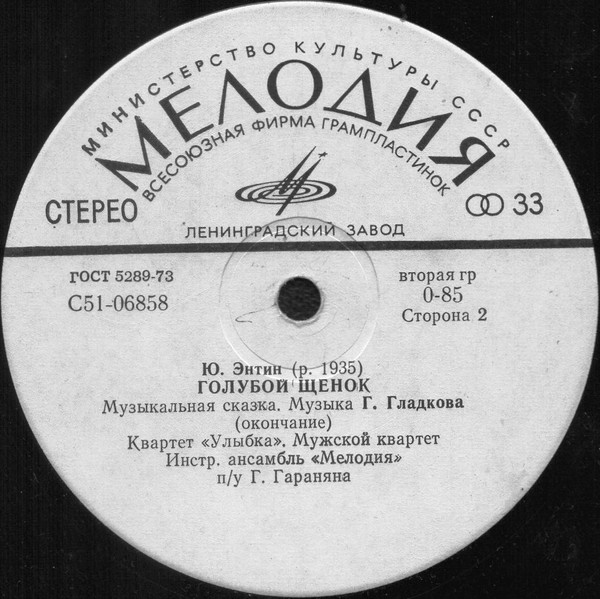 МИНИСТЕРСТВО КУЛЬТУРЫ СССР
МЕЛОДИЯ
ВСЕСОЮЗНАЯ ФИРМА ГРАМПЛАСТИНОК
СТЕРЕО
33
ЛЕНИНГРАДСКИЙ ЗАВОД
ГОСТ 5289-73
С51-06858
вторая гр
0-85
Сторона 2
Ю. Энтин (р. 1935)
ГОЛУБОЙ ЩЕНОК
Музыкальная сказка. Музыка Г. Гладкова
(окончание)
Квартет «Улыбка». Мужской квартет
Инстр. ансамбль «Мелодия»
п/у Г. Гараняна